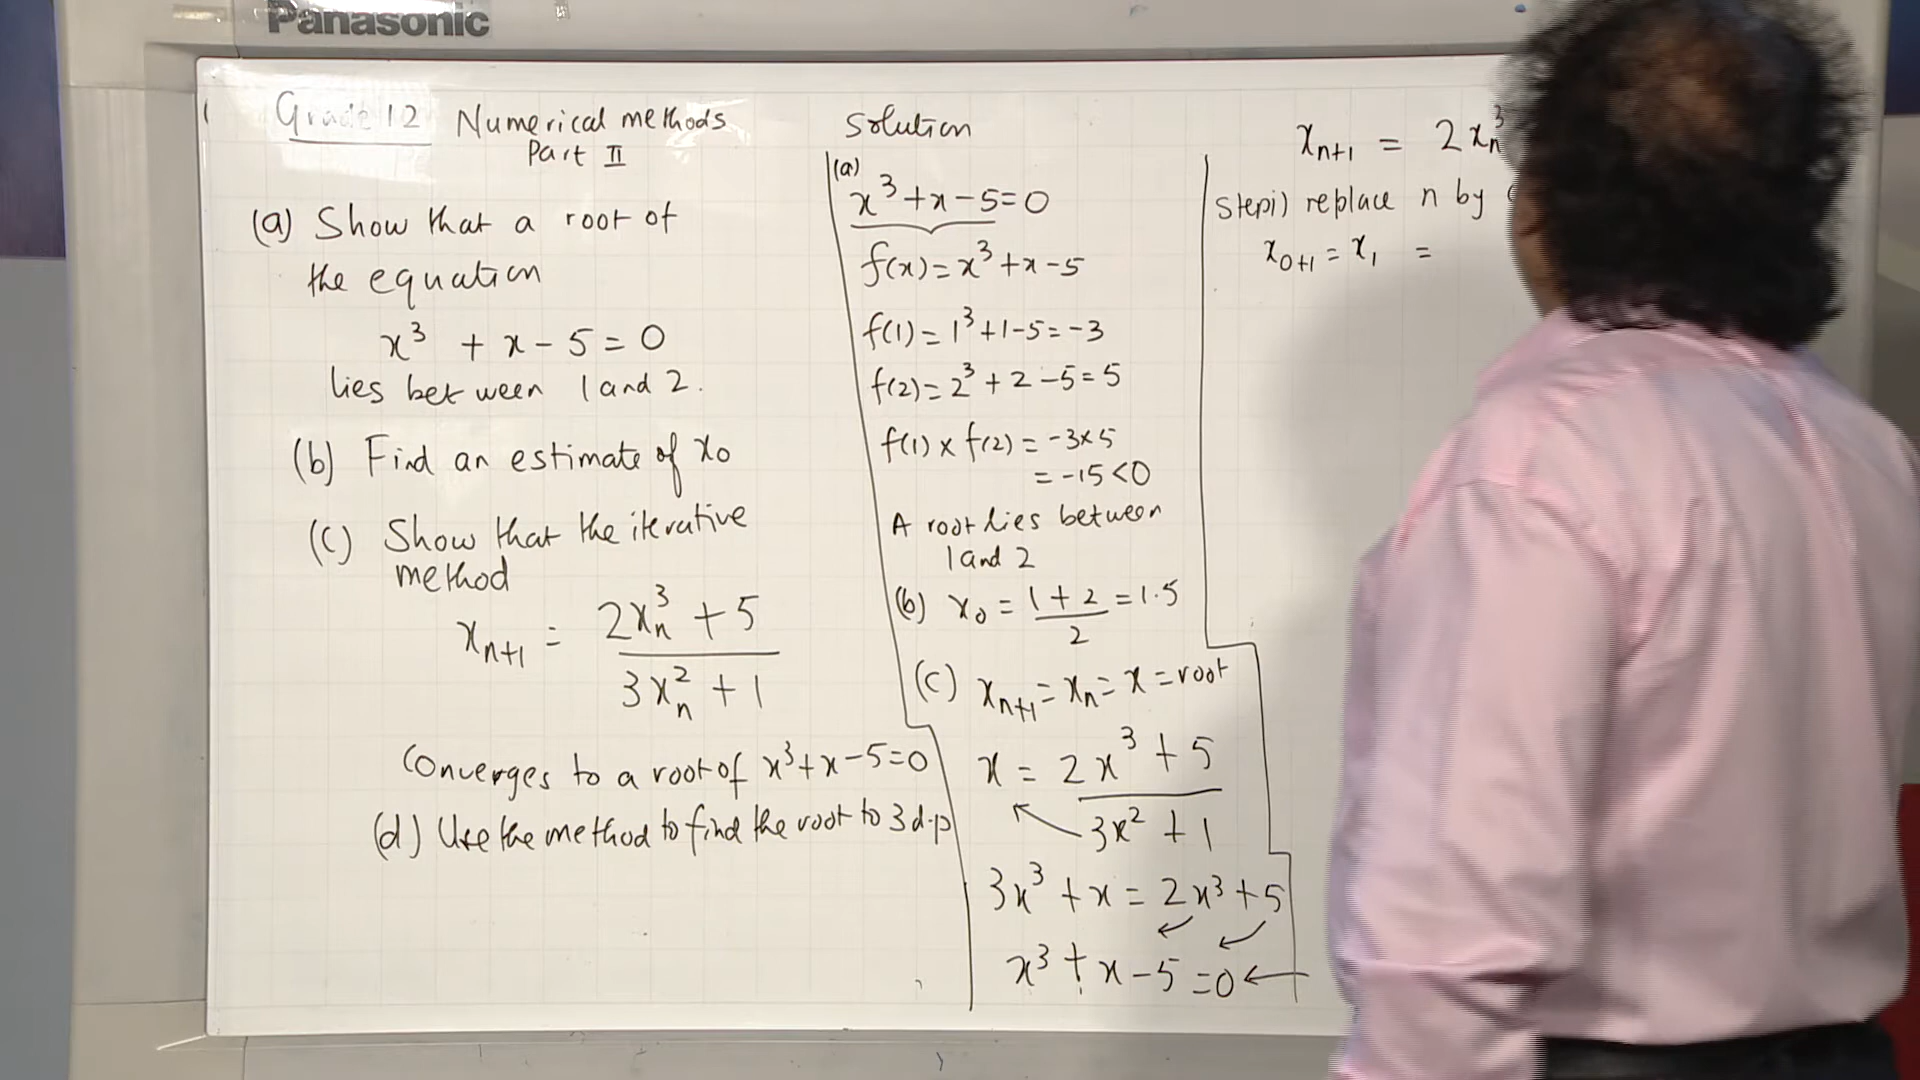 Panasonic
Grade 12 Numerical methods
Part II
(a) Show that a root of
the equation
x³ + x - 5 = 0
lies between 1 and 2.
(b) Find an estimate of x₀
(c) Show that the iterative
method
xₙ₊₁ = (2xₙ³ + 5)/(3xₙ² + 1)
Converges to a root of x³+x-5=0
(d) Use the method to find the root to 3 d.p
Solution
(a)
x³+x-5=0
f(x)=x³+x-5
f(1)=1³+1-5=-3
f(2)=2³+2-5=5
f(1)×f(2)=-3×5
=-15<0
A root lies between
1 and 2
(b) x₀ = (1+2)/2 = 1.5
(c) xₙ₊₁=xₙ=x=root
x = (2x³+5)/(3x²+1)
3x³+x=2x³+5
x³+x-5=0
xₙ₊₁ = 2xₙ³
Step i) replace n by
x₀₊₁=x₁ =